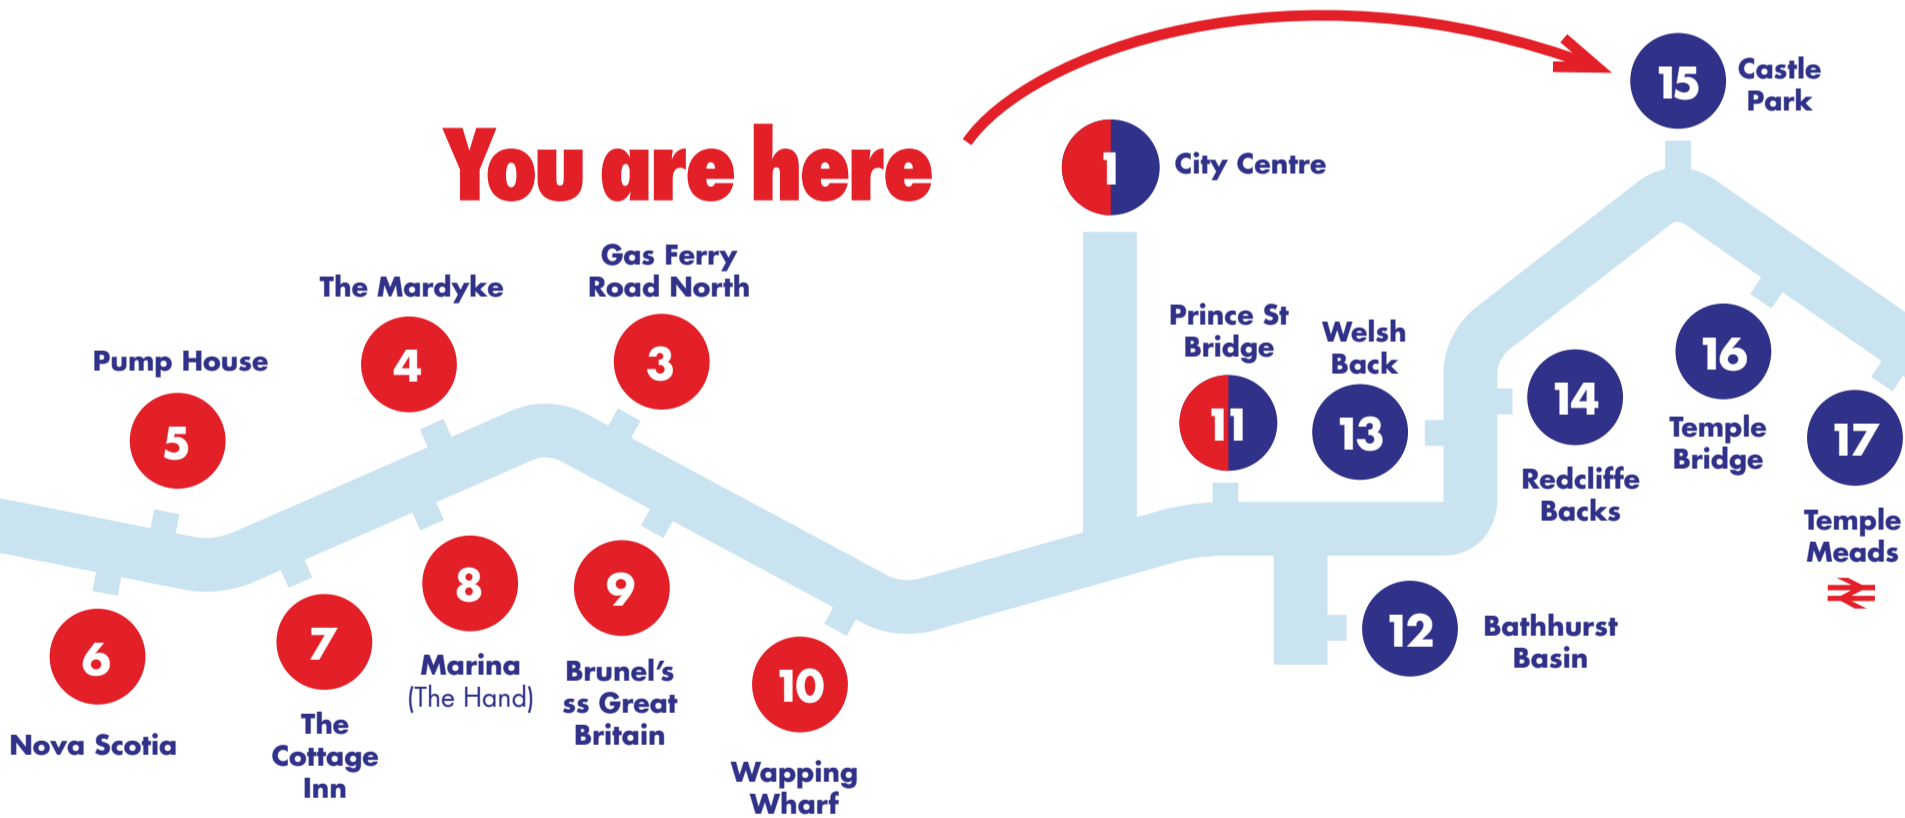 You are here
15
Castle
Park
1
City Centre
Gas Ferry
Road North
3
The Mardyke
4
Pump House
5
Prince St
Bridge
11
Welsh
Back
13
14
Redcliffe
Backs
16
Temple
Bridge
17
Temple
Meads
6
Nova Scotia
7
The
Cottage
Inn
8
Marina
(The Hand)
9
Brunel’s
ss Great
Britain
10
Wapping
Wharf
12
Bathhurst
Basin